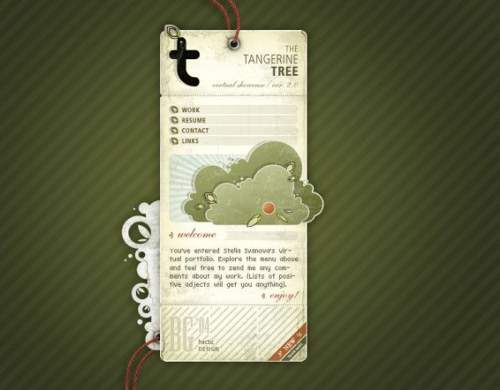 t
THE
TANGERINE
TREE
virtual showcase / ver. 2.0
WORK
RESUME
CONTACT
LINKS
welcome
You've entered Stella Ivanova's vir-
tual portfolio. Explore the menu above
and feel free to send me any com-
ments about my work. (Lists of posi-
tive adjects will get you anything).
enjoy!
BG'04
hectic
DESIGN
NEW